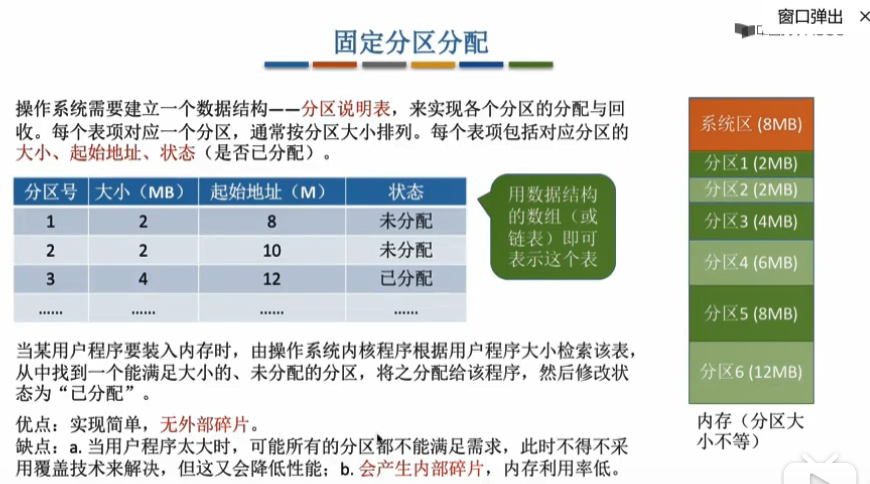 窗口弹出 ×
固定分区分配
操作系统需要建立一个数据结构——分区说明表，来实现各个分区的分配与回
收。每个表项对应一个分区，通常按分区大小排列。每个表项包括对应分区的
大小、起始地址、状态（是否已分配）。
分区号 大小（MB） 起始地址（M） 状态
1 2 8 未分配
2 2 10 未分配
3 4 12 已分配
...... ...... ...... ......
用数据结构
的数组（或
链表）即可
表示这个表
当某用户程序要装入内存时，由操作系统内核程序根据用户程序大小检索该表，
从中找到一个能满足大小的、未分配的分区，将之分配给该程序，然后修改状
态为“已分配”。
优点：实现简单，无外部碎片。
缺点：a. 当用户程序太大时，可能所有的分区都不能满足需求，此时不得不采
用覆盖技术来解决，但这又会降低性能；b. 会产生内部碎片，内存利用率低。
系统区 (8MB)
分区1 (2MB)
分区2 (2MB)
分区3 (4MB)
分区4 (6MB)
分区5 (8MB)
分区6 (12MB)
内存（分区大
小不等）